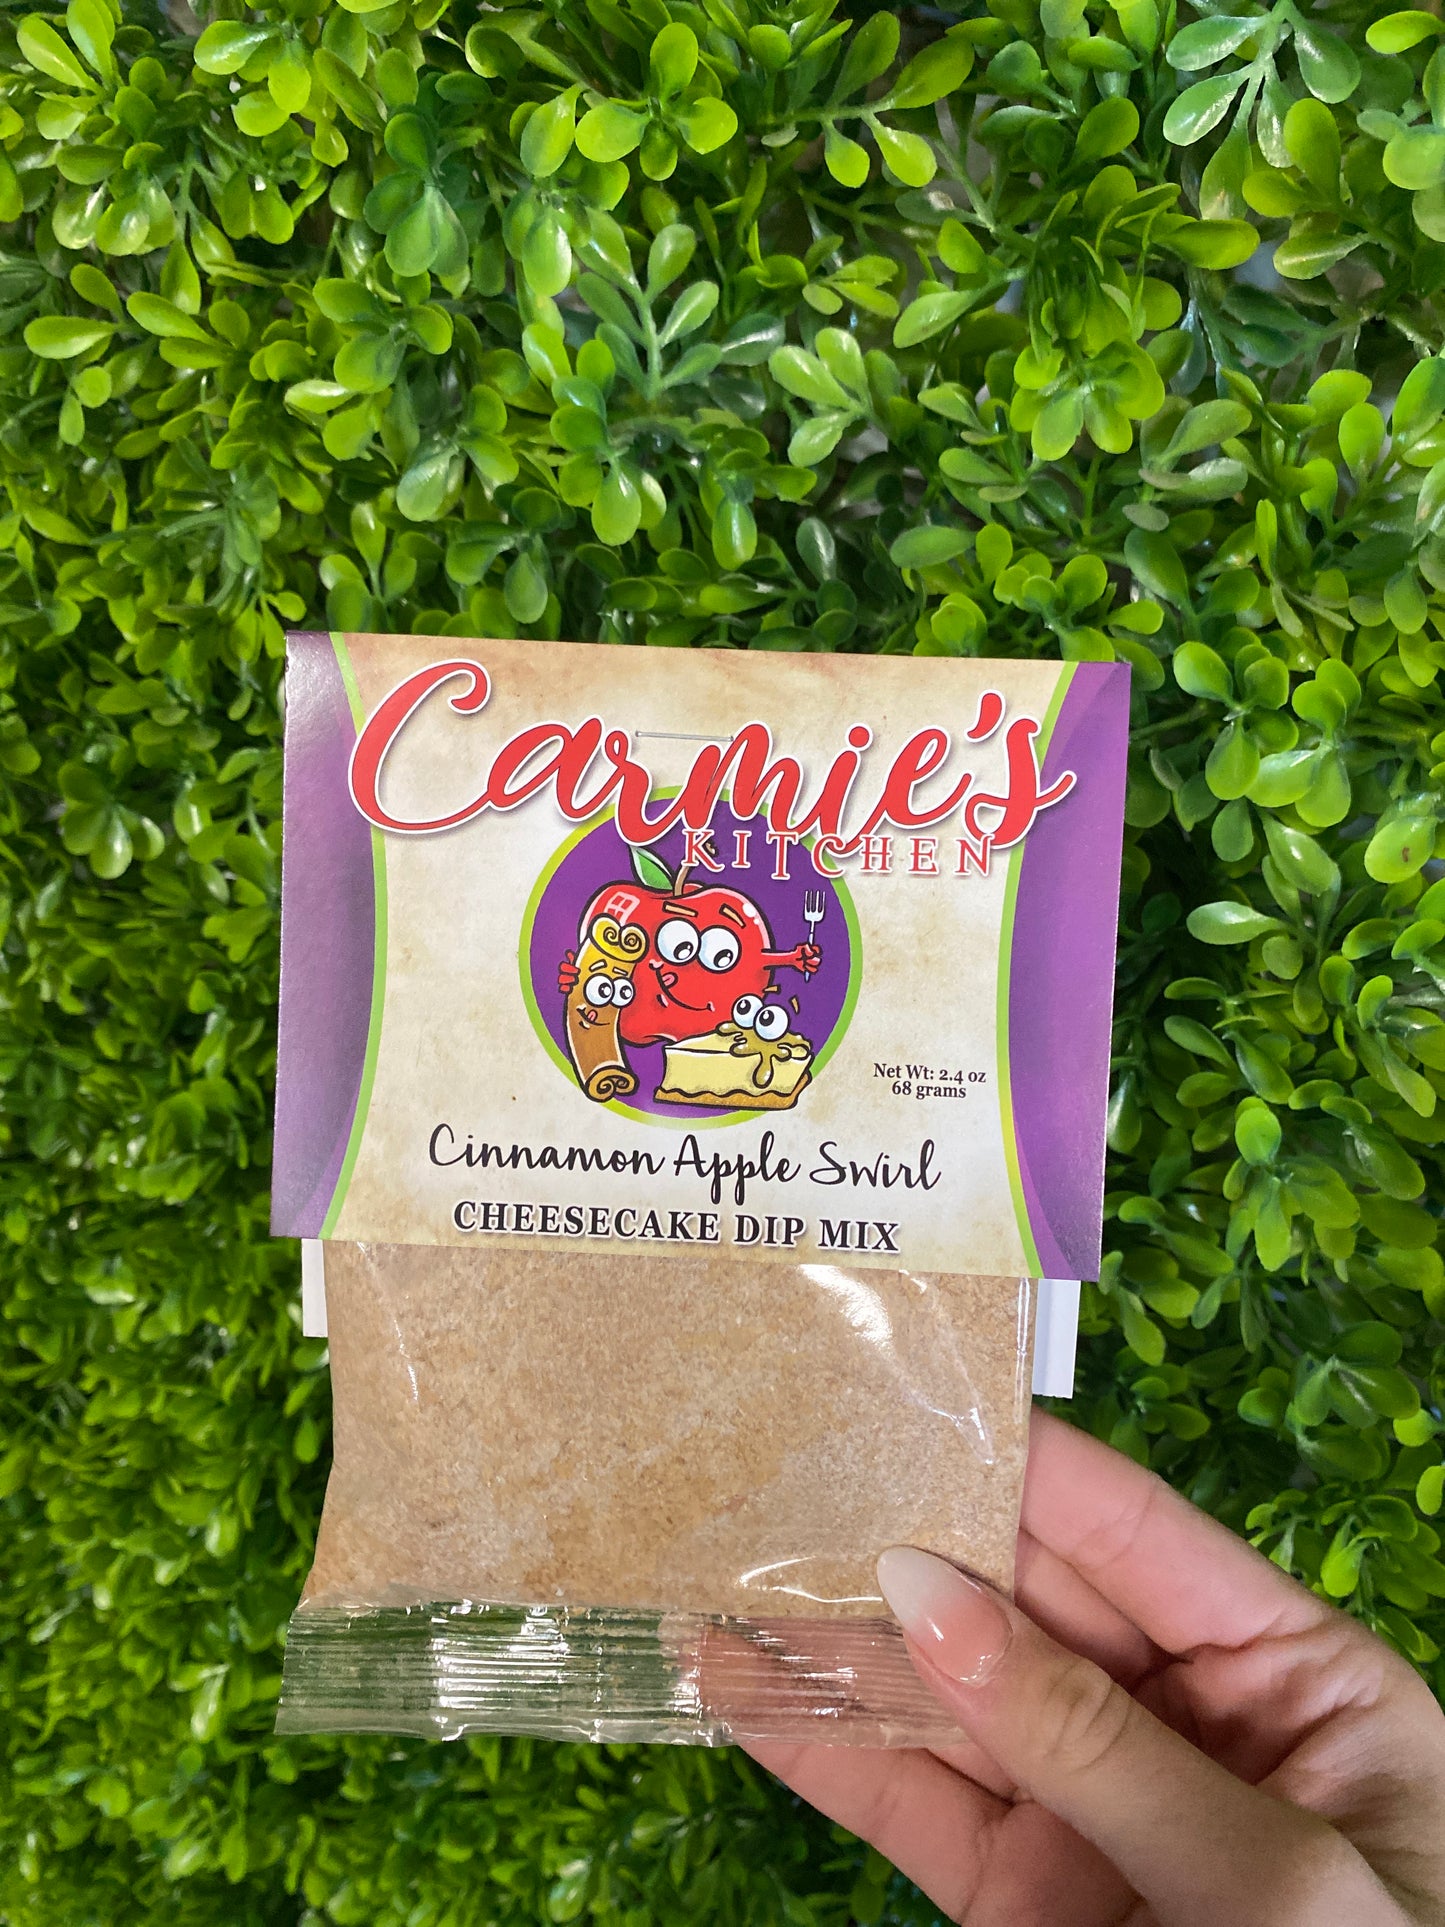 Carmie's
KITCHEN
Net Wt: 2.4 oz
68 grams
Cinnamon Apple Swirl
CHEESECAKE DIP MIX